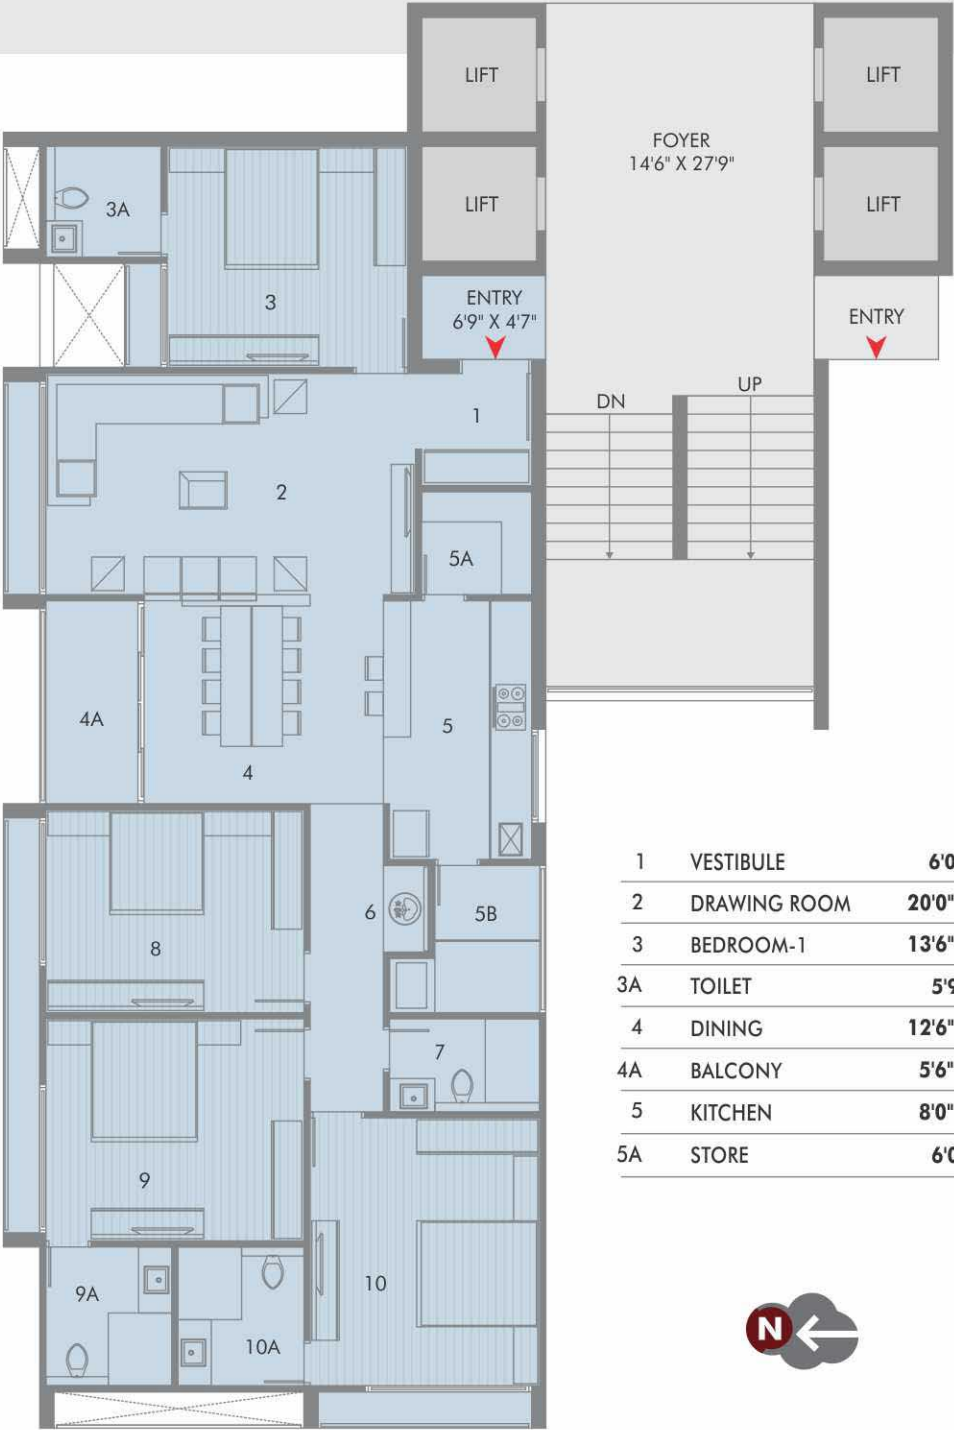 LIFT
LIFT
FOYER
14'6" X 27'9"
LIFT
LIFT
3A
3
ENTRY
6'9" X 4'7"
ENTRY
1
DN
UP
2
5A
4A
5
4
6
5B
8
7
9
10
9A
10A
1 VESTIBULE
2 DRAWING ROOM 20'0"
3 BEDROOM-1 13'6"
3A TOILET
4 DINING 12'6"
4A BALCONY 5'6"
5 KITCHEN 8'0"
5A STORE
N